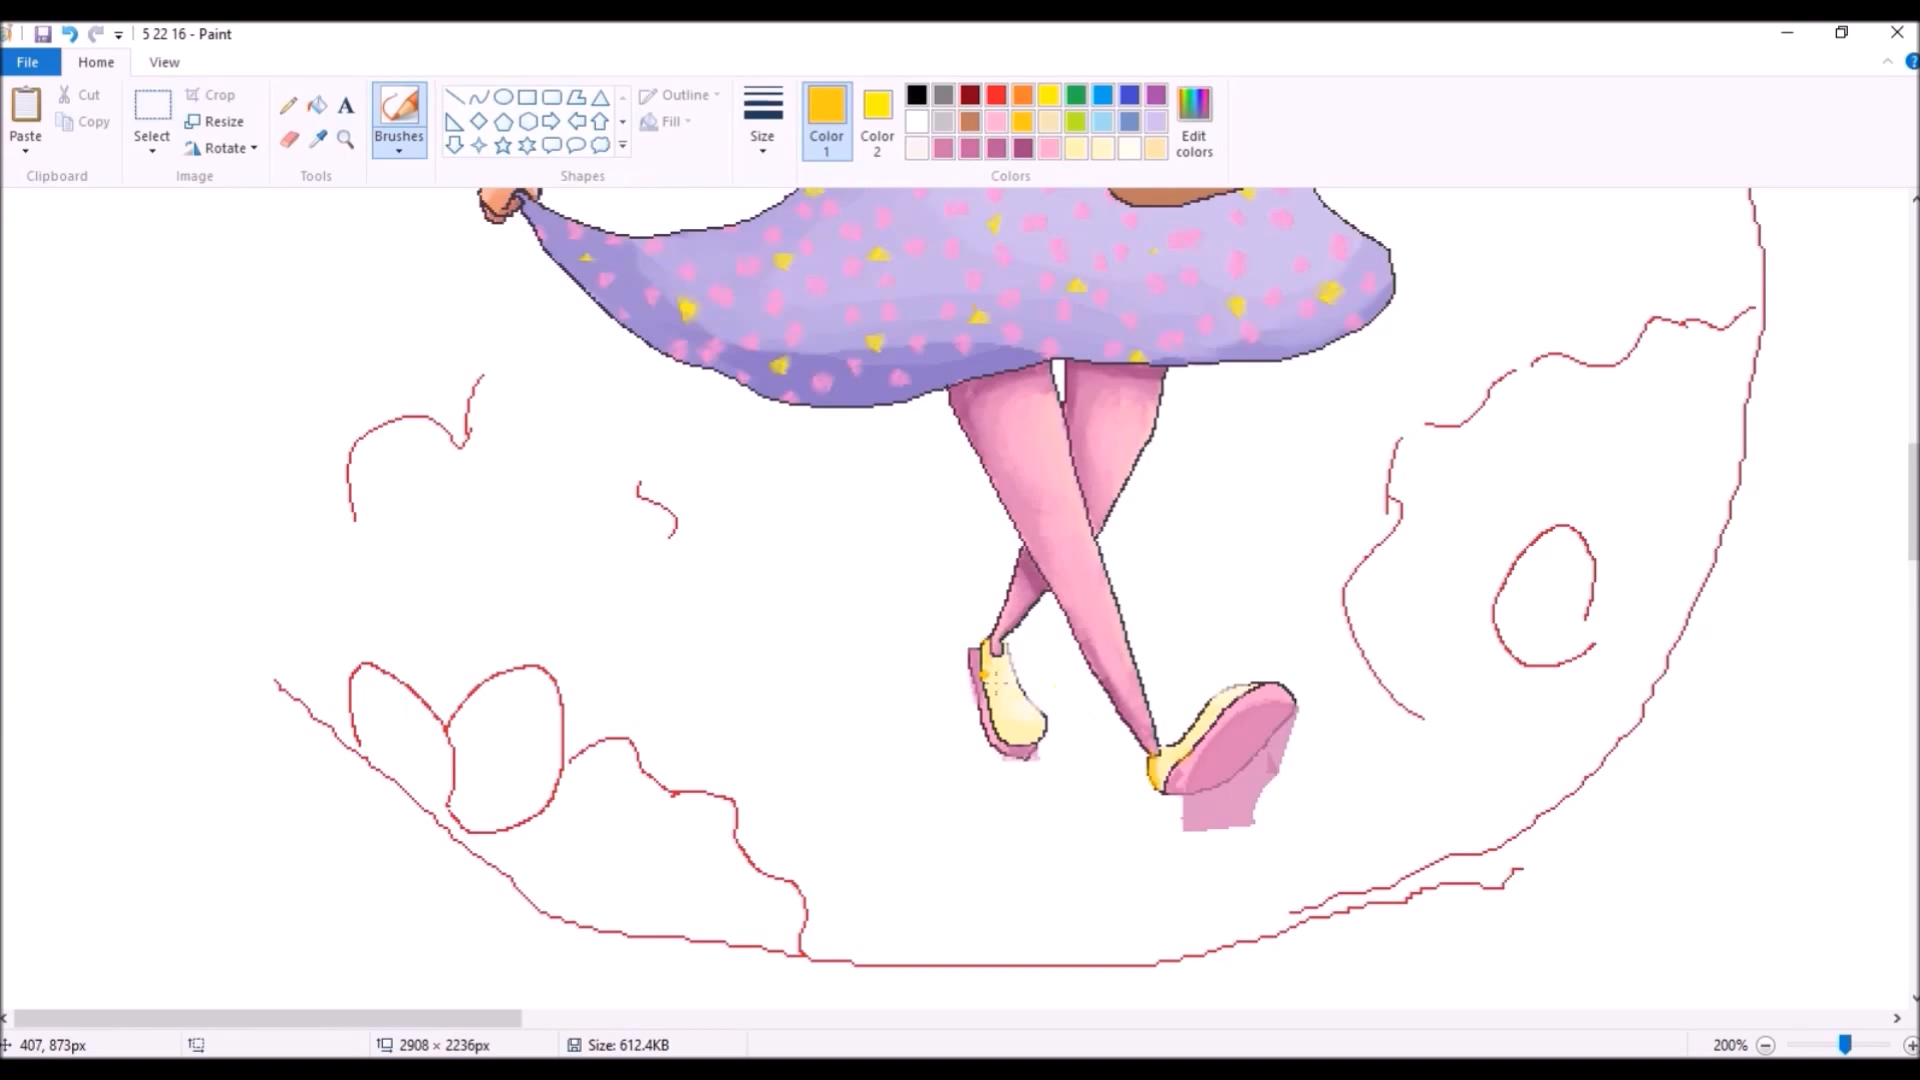 5 22 16 - Paint
File Home View
Paste
Cut
Copy
Clipboard
Select
Crop
Resize
Rotate
Image
A
Tools
Brushes
Outline
Fill
Shapes
Size
Color 1
Color 2
Edit colors
Colors
407, 873px
2908 × 2236px
Size: 612.4KB
200%